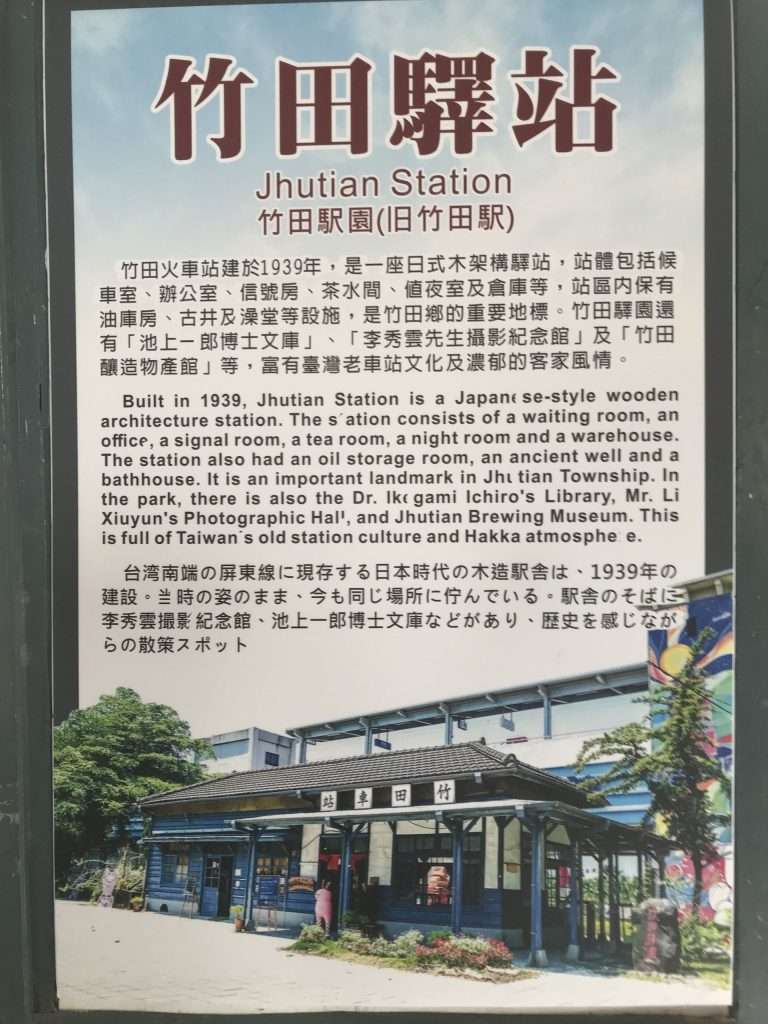 竹田驛站
Jhutian Station
竹田駅園(旧竹田駅)
竹田火車站建於1939年，是一座日式木架構驛站，站體包括候
車室、辦公室、信號房、茶水間、值夜室及倉庫等，站區內保有
油庫房、古井及澡堂等設施，是竹田鄉的重要地標。竹田驛園還
有「池上一郎博士文庫」、「李秀雲先生攝影紀念館」及「竹田
釀造物產館」等，富有臺灣老車站文化及濃郁的客家風情。
Built in 1939, Jhutian Station is a Japanese-style wooden
architecture station. The station consists of a waiting room, an
office, a signal room, a tea room, a night room and a warehouse.
The station also had an oil storage room, an ancient well and a
bathhouse. It is an important landmark in Jhutian Township. In
the park, there is also the Dr. Ikegami Ichiro's Library, Mr. Li
Xiuyun's Photographic Hall, and Jhutian Brewing Museum. This
is full of Taiwan's old station culture and Hakka atmosphere.
台湾南端の屏東線に現存する日本時代の木造駅舎は、1939年の
建設。当時の姿のまま、今も同じ場所に佇んでいる。駅舎のそばに
李秀雲撮影紀念館、池上一郎博士文庫などがあり、歴史を感じなが
らの散策スポット
站車田竹